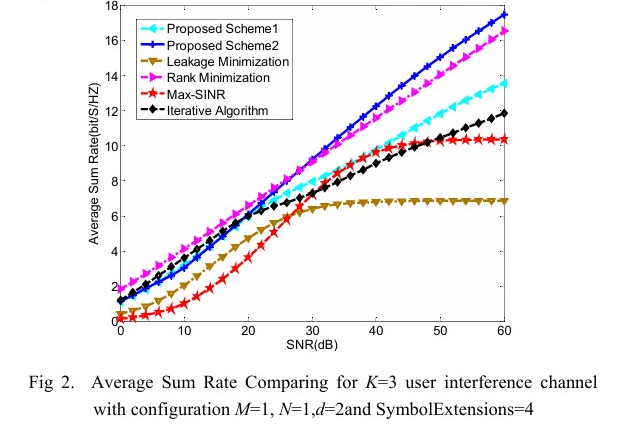 18
16
14
12
10
8
6
4
2
0
Average Sum Rate(bit/S/HZ)
Proposed Scheme1
Proposed Scheme2
Leakage Minimization
Rank Minimization
Max-SINR
Iterative Algorithm
0 10 20 30 40 50 60
SNR(dB)
Fig 2. Average Sum Rate Comparing for K=3 user interference channel
with configuration M=1, N=1,d=2and SymbolExtensions=4